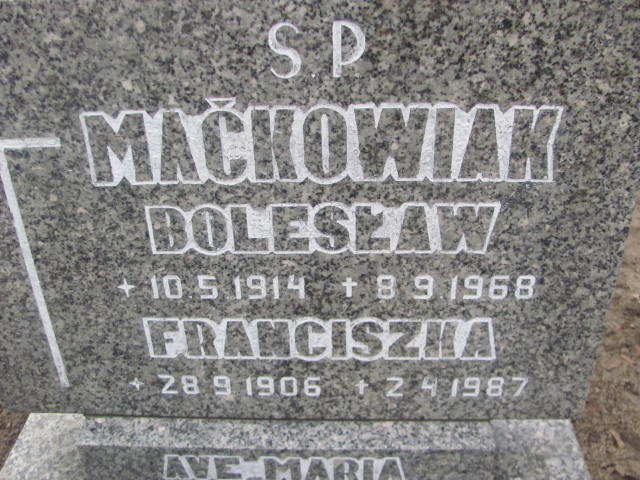 S.P.
MAČKOWIAK
BOLESŁAW
* 10.5.1914 † 8.9.1968
FRANCISZKA
* 28.9.1906 † 2.4.1987
AVE-MARIA